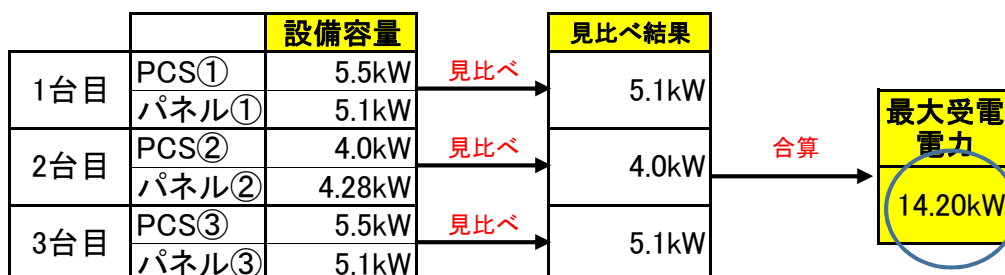 設備容量 見比べ結果
1台目 PCS① 5.5kW 見比べ 5.1kW
パネル① 5.1kW
2台目 PCS② 4.0kW 見比べ 4.0kW
パネル② 4.28kW
3台目 PCS③ 5.5kW 見比べ 5.1kW
パネル③ 5.1kW
合算
最大受電
電力
14.20kW